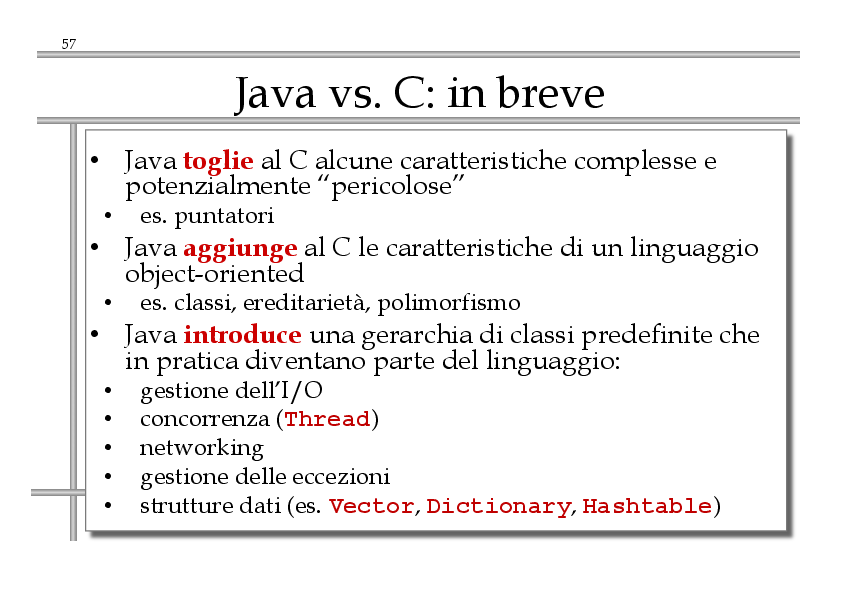 57
Java vs. C: in breve
• Java toglie al C alcune caratteristiche complesse e
potenzialmente “pericolose”
• es. puntatori
• Java aggiunge al C le caratteristiche di un linguaggio
object-oriented
• es. classi, ereditarietà, polimorfismo
• Java introduce una gerarchia di classi predefinite che
in pratica diventano parte del linguaggio:
• gestione dell’I/O
• concorrenza (Thread)
• networking
• gestione delle eccezioni
• strutture dati (es. Vector, Dictionary, Hashtable)